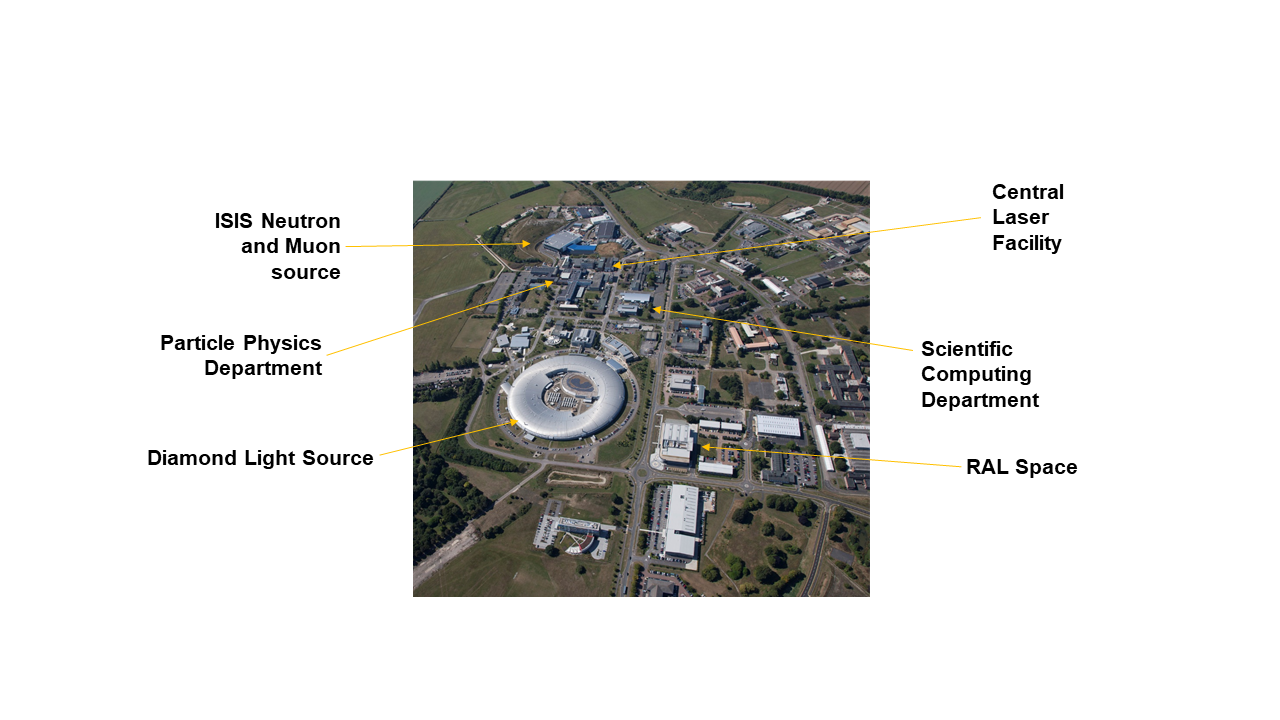 ISIS Neutron
and Muon
source
Particle Physics
Department
Diamond Light Source
Central
Laser
Facility
Scientific
Computing
Department
RAL Space